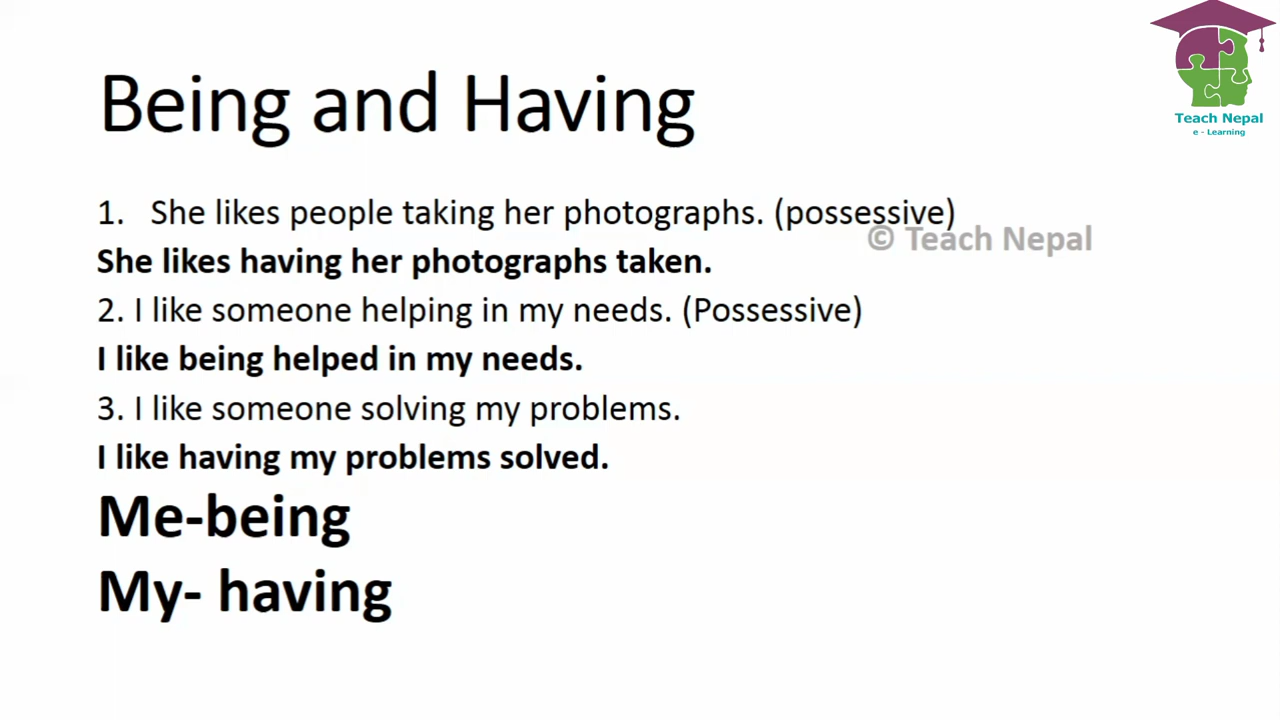 Being and Having
Teach Nepal
e - Learning
1. She likes people taking her photographs. (possessive)
© Teach Nepal
She likes having her photographs taken.
2. I like someone helping in my needs. (Possessive)
I like being helped in my needs.
3. I like someone solving my problems.
I like having my problems solved.
Me-being
My- having